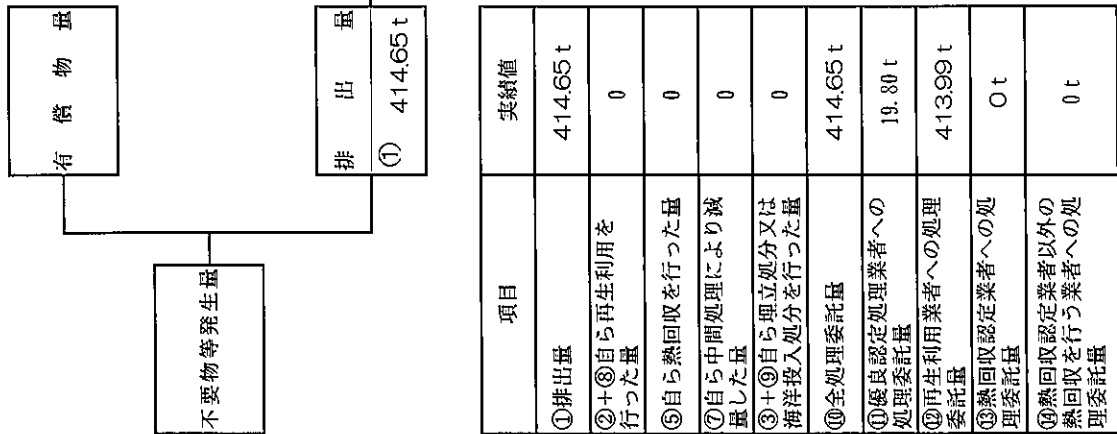 有償物量
不要物等発生量
排出量
① 414.65 t
項目 実績値
①排出量 414.65 t
②+⑧自ら再生利用を
行った量 0
⑤自ら熱回収を行った量 0
⑦自ら中間処理により減
量した量 0
③+⑨自ら埋立処分又は
海洋投入処分を行った量 0
⑩全処理委託量 414.65 t
⑪優良認定処理業者への
処理委託量 19.80 t
⑫再生利用業者への処理
委託量 413.99 t
⑬熱回収認定業者への処
理委託量 0 t
⑭熱回収認定業者以外の
熱回収を行う業者への処
理委託量 0 t